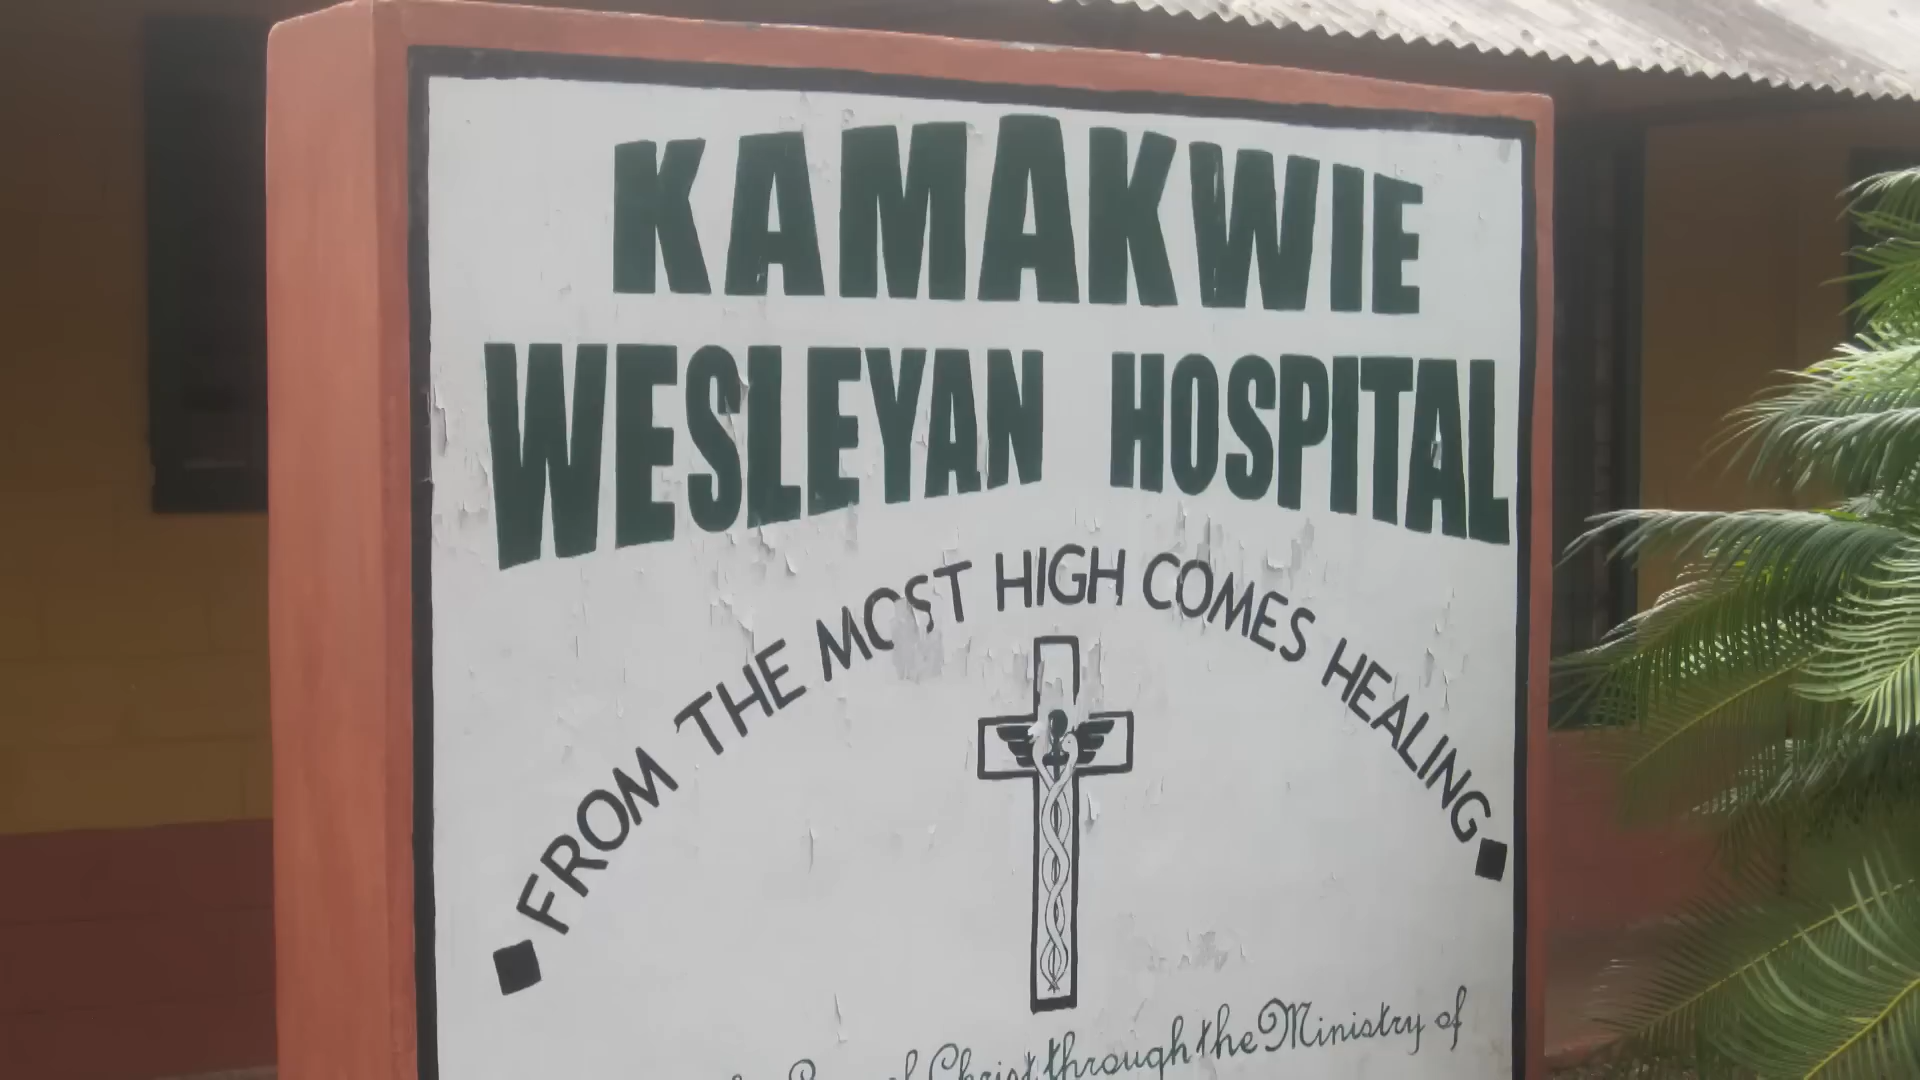 KAMAKWIE
WESLEYAN HOSPITAL
FROM THE MOST HIGH COMES HEALING
Christ through the Ministry of